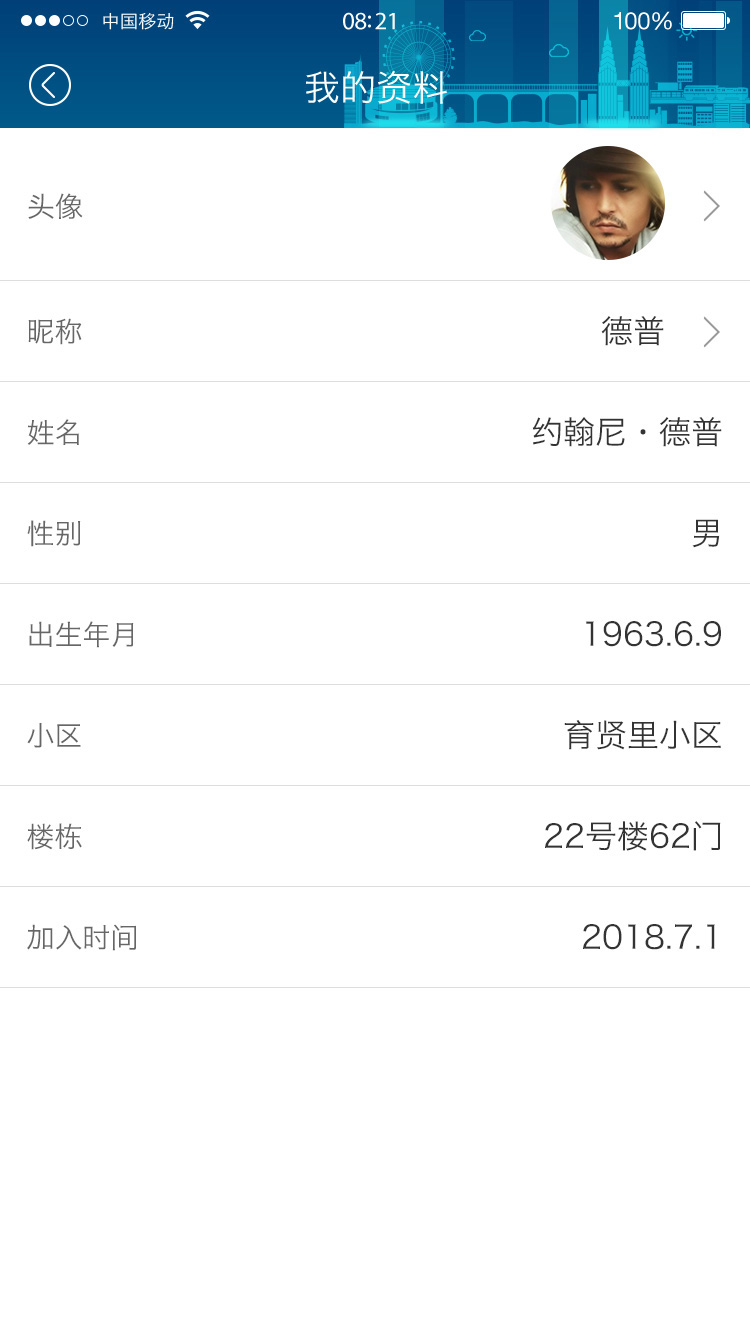 中国移动 08:21 100%
我的资料
头像
昵称 德普
姓名 约翰尼・德普
性别 男
出生年月 1963.6.9
小区 育贤里小区
楼栋 22号楼62门
加入时间 2018.7.1